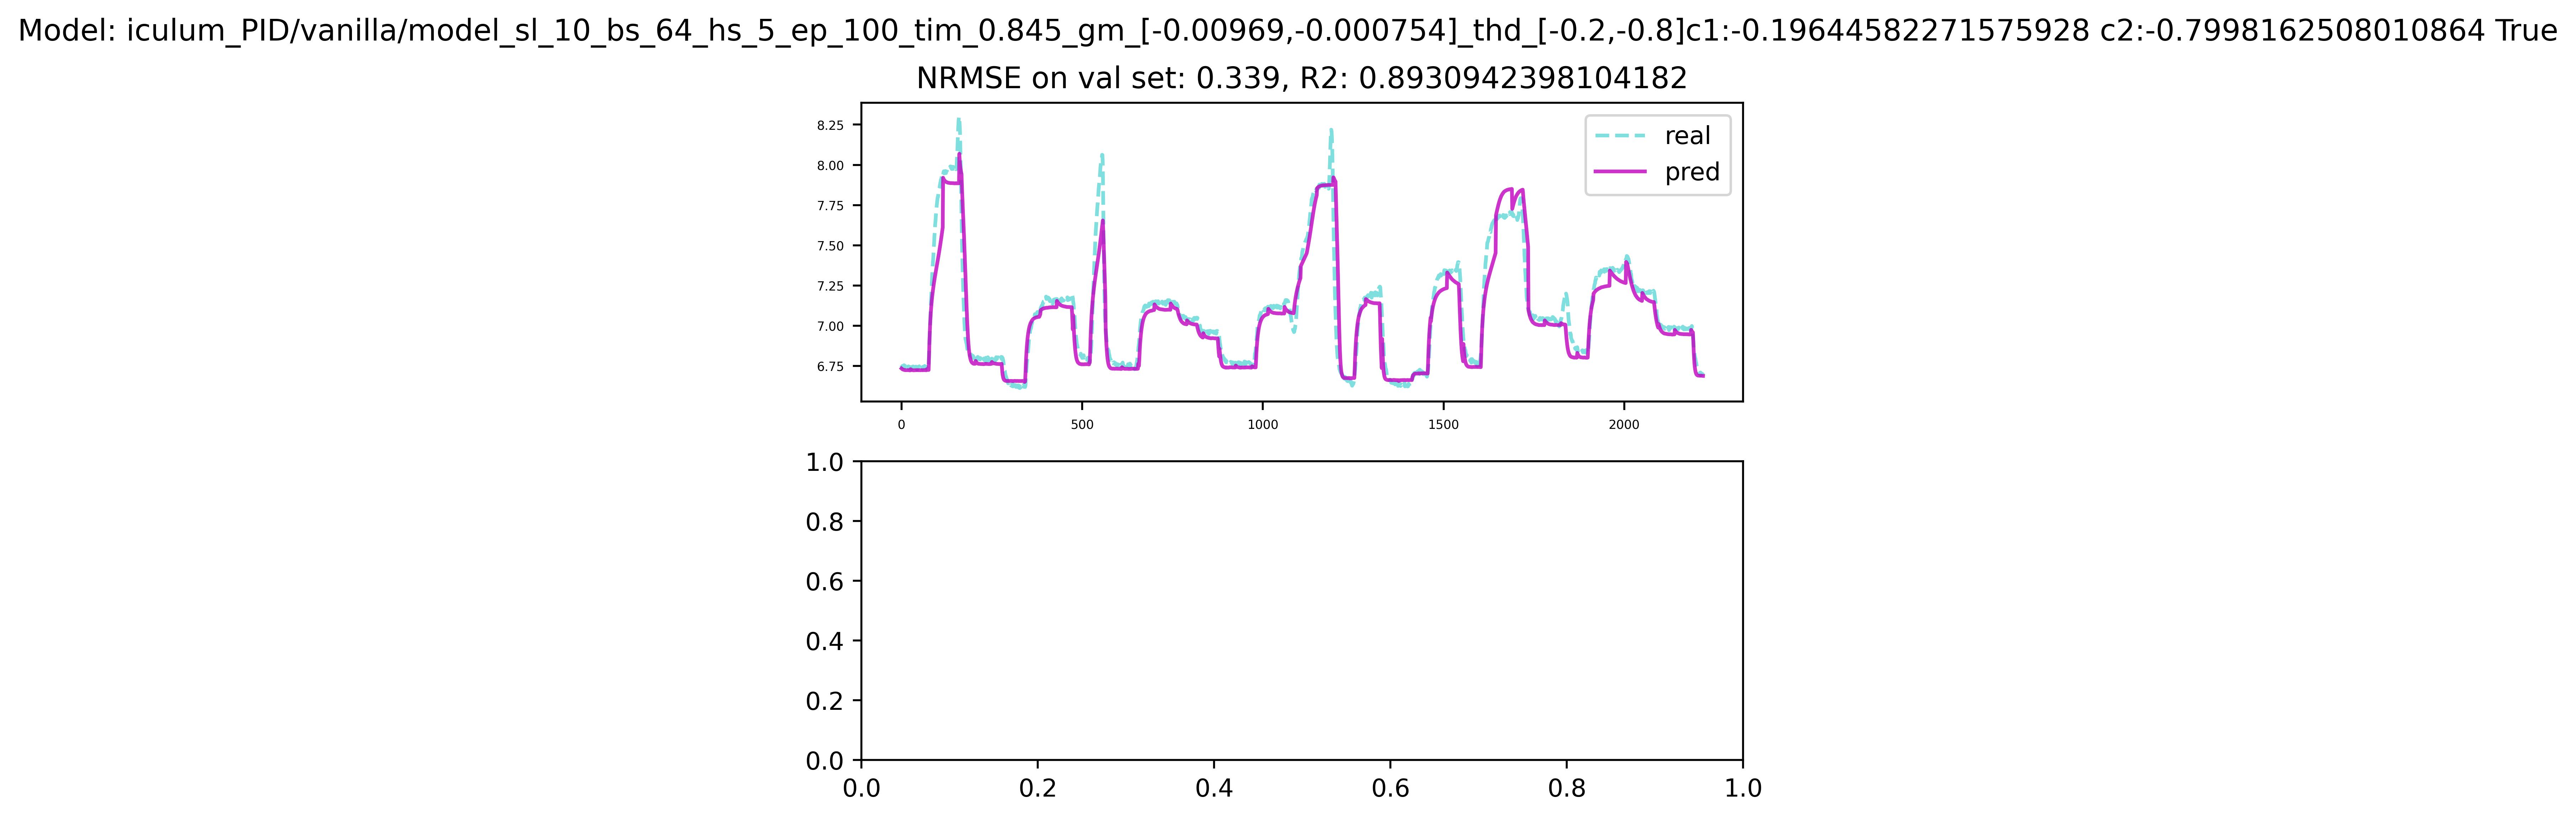 Model: iculum_PID/vanilla/model_sl_10_bs_64_hs_5_ep_100_tim_0.845_gm_[-0.00969,-0.000754]_thd_[-0.2,-0.8]c1:-0.19644582271575928 c2:-0.7998162508010864 True
NRMSE on val set: 0.339, R2: 0.8930942398104182
real
pred
8.25
8.00
7.75
7.50
7.25
7.00
6.75
0 500 1000 1500 2000
1.0
0.8
0.6
0.4
0.2
0.0
0.0 0.2 0.4 0.6 0.8 1.0